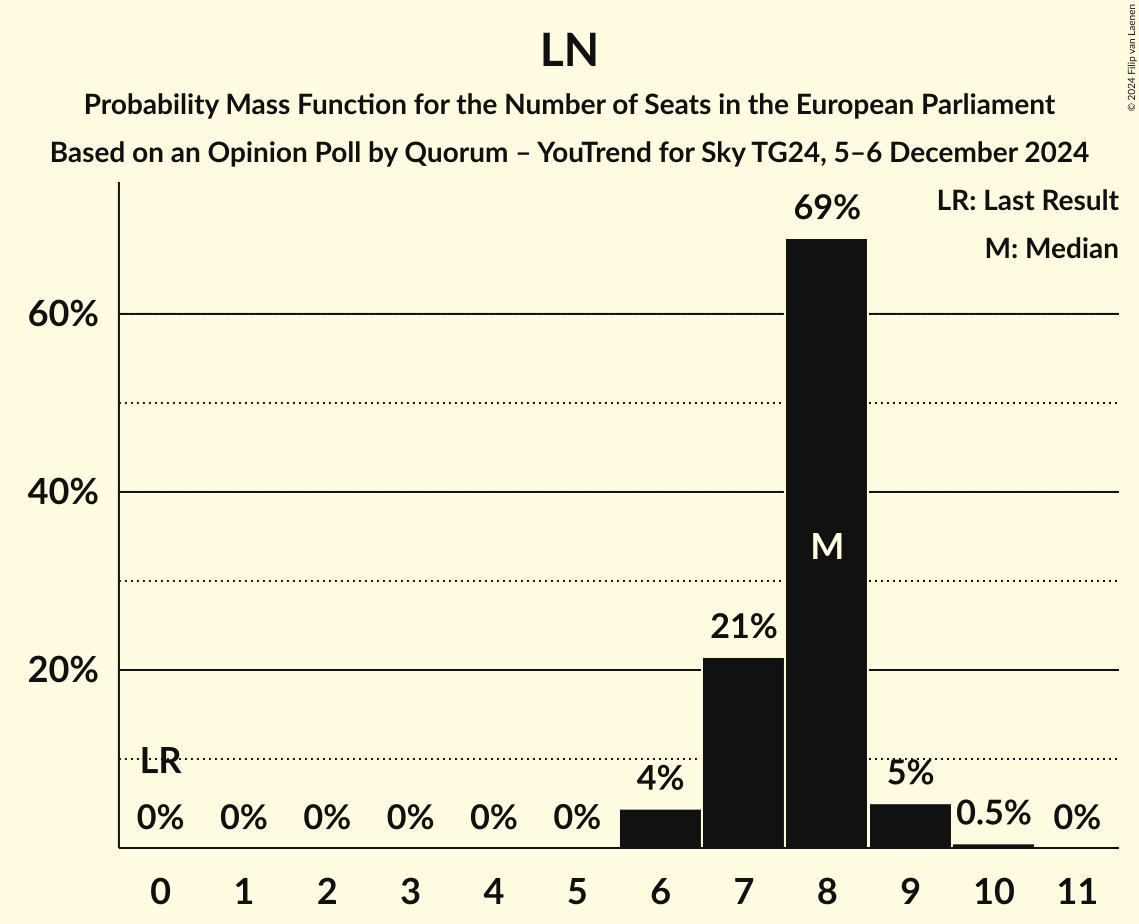 LN
Probability Mass Function for the Number of Seats in the European Parliament
Based on an Opinion Poll by Quorum – YouTrend for Sky TG24, 5–6 December 2024
© 2024 Filip van Laenen
LR: Last Result
M: Median
69%
60%
40%
M
21%
20%
LR
4%
5%
0% 0% 0% 0% 0% 0% 0.5% 0%
0 1 2 3 4 5 6 7 8 9 10 11